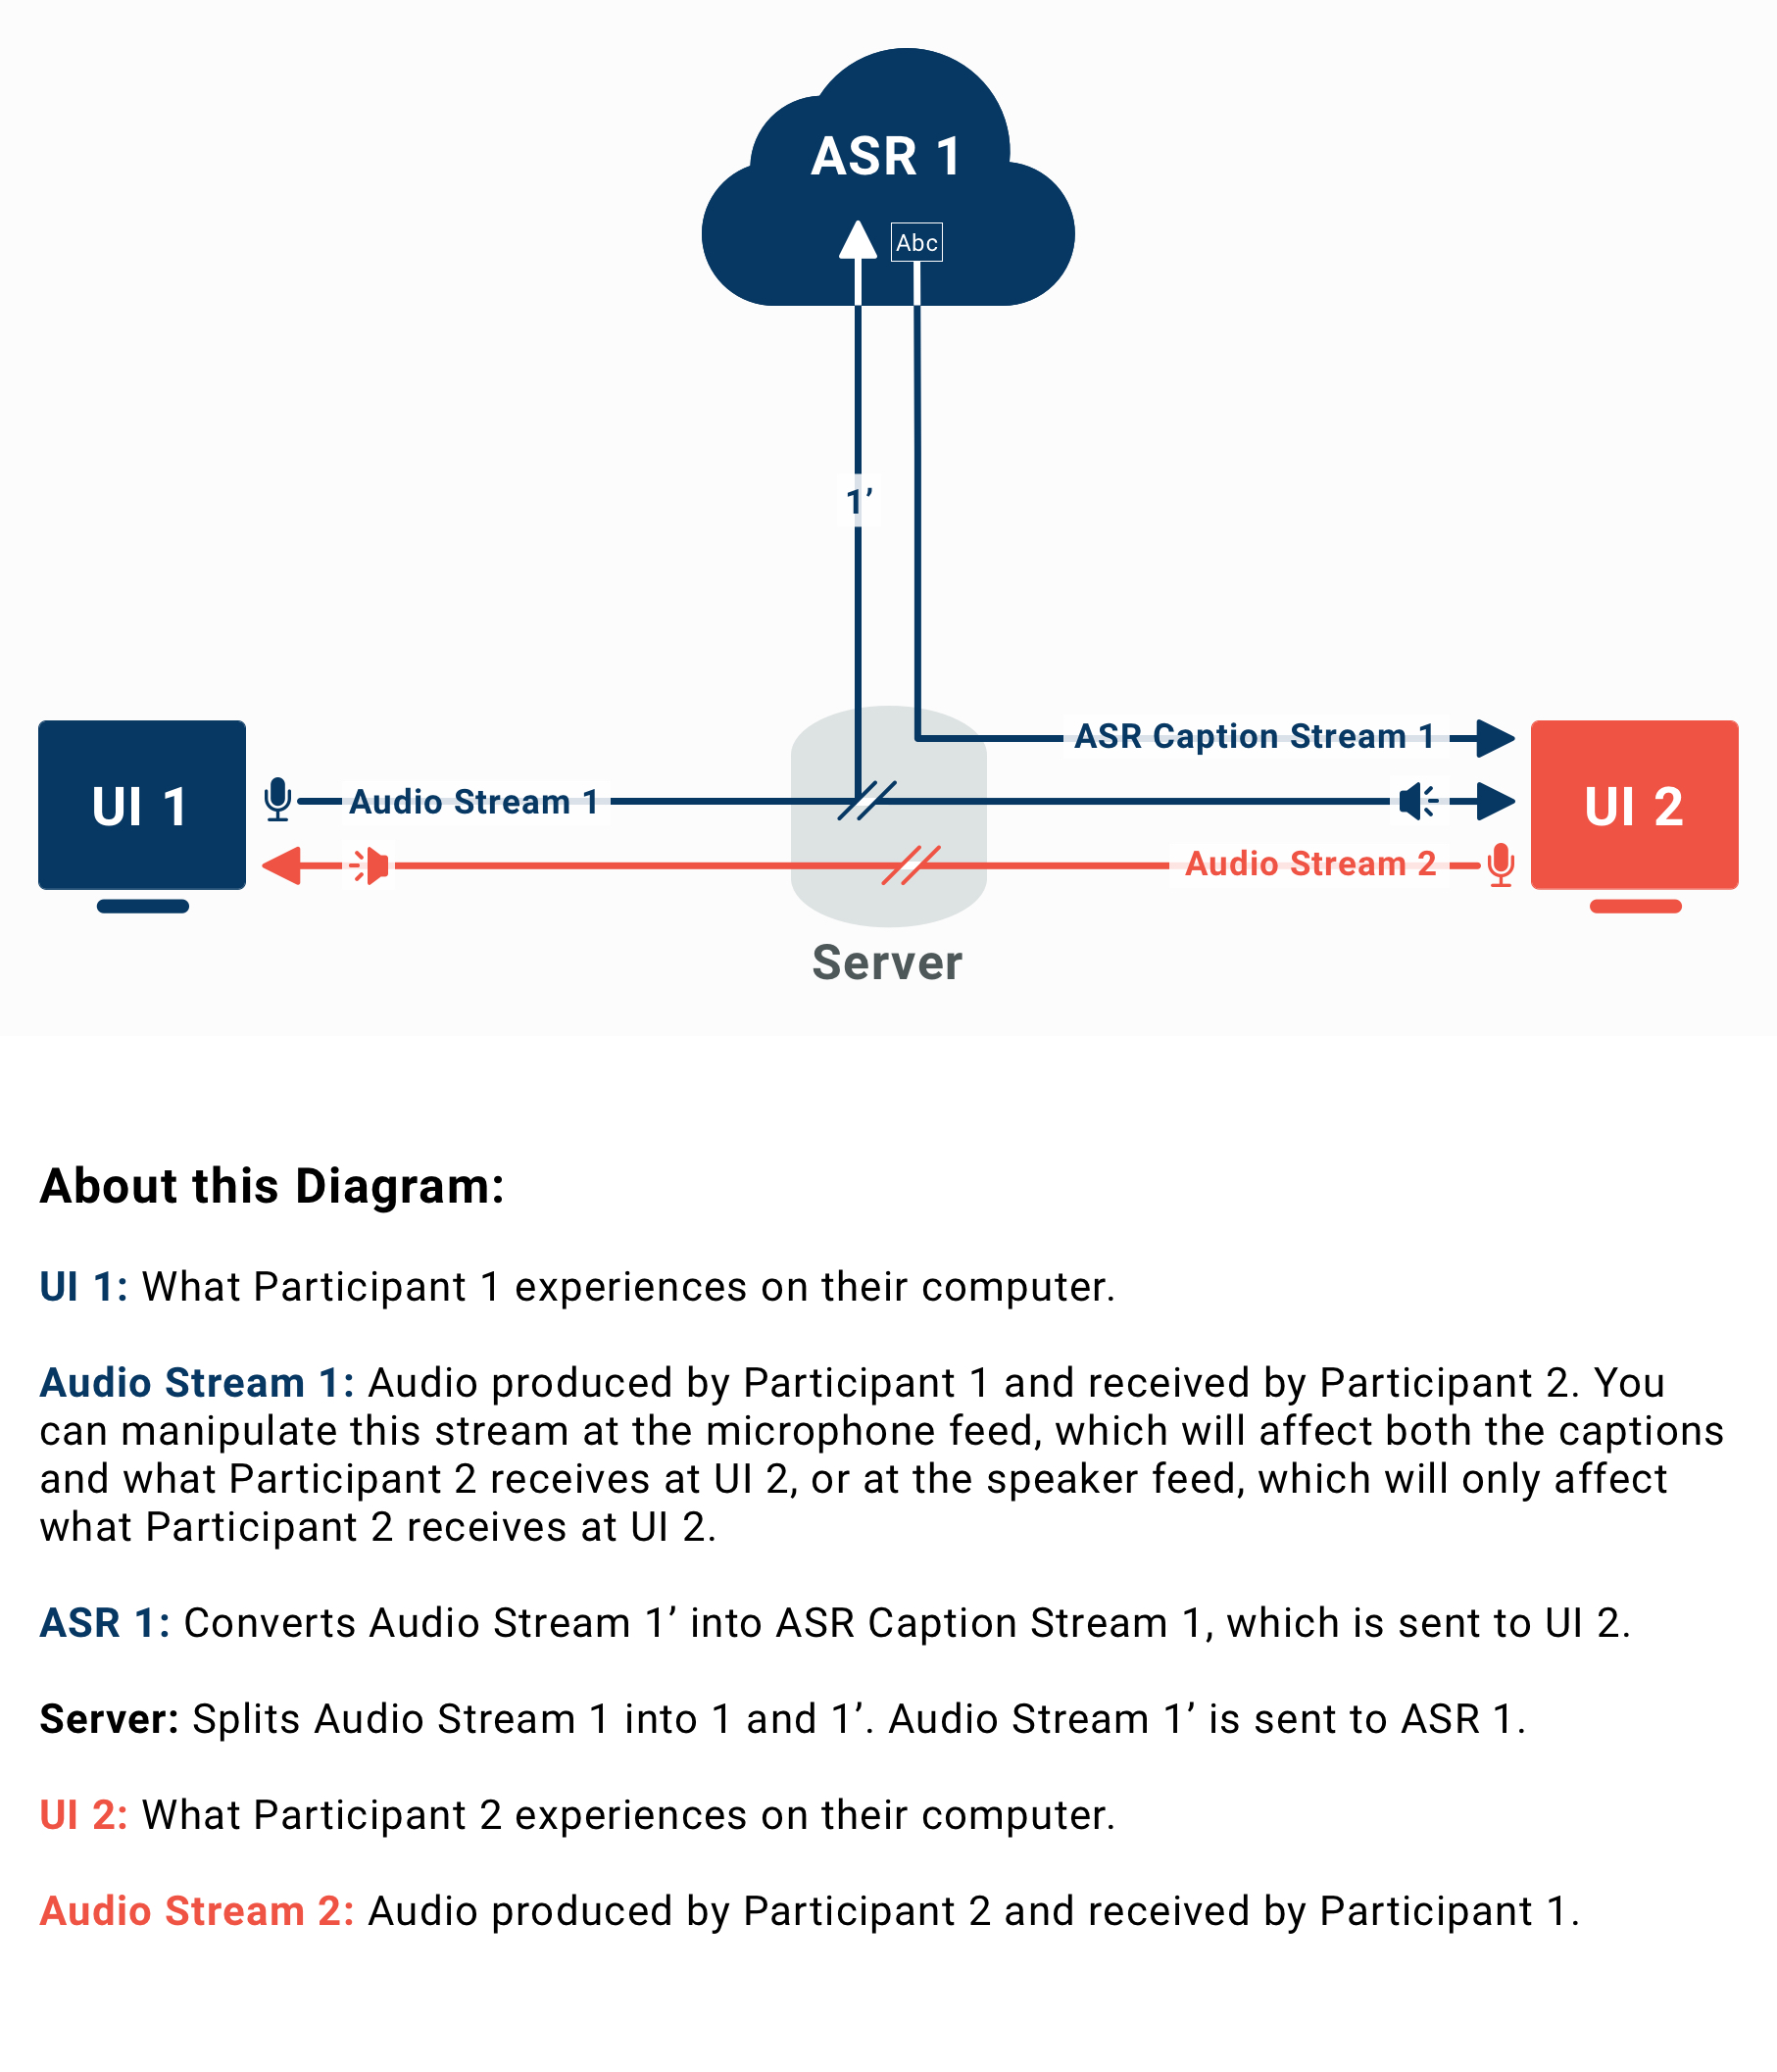 ASR 1
Abc
1’
ASR Caption Stream 1
UI 1
Audio Stream 1
UI 2
Audio Stream 2
Server
About this Diagram:
UI 1: What Participant 1 experiences on their computer.
Audio Stream 1: Audio produced by Participant 1 and received by Participant 2. You
can manipulate this stream at the microphone feed, which will affect both the captions
and what Participant 2 receives at UI 2, or at the speaker feed, which will only affect
what Participant 2 receives at UI 2.
ASR 1: Converts Audio Stream 1’ into ASR Caption Stream 1, which is sent to UI 2.
Server: Splits Audio Stream 1 into 1 and 1’. Audio Stream 1’ is sent to ASR 1.
UI 2: What Participant 2 experiences on their computer.
Audio Stream 2: Audio produced by Participant 2 and received by Participant 1.